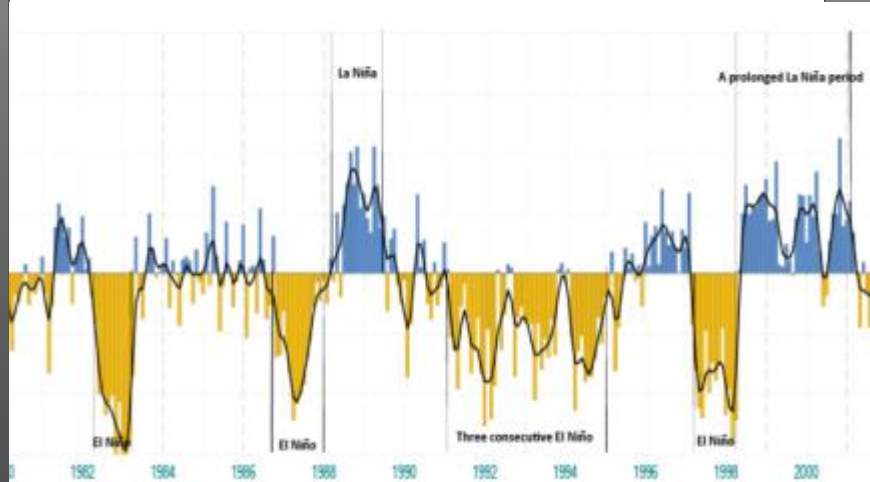 La Niña
A prolonged La Niña period
El Niño
El Niño
Three consecutive El Niño
El Niño
0 1982 1984 1986 1988 1990 1992 1994 1996 1998 2000